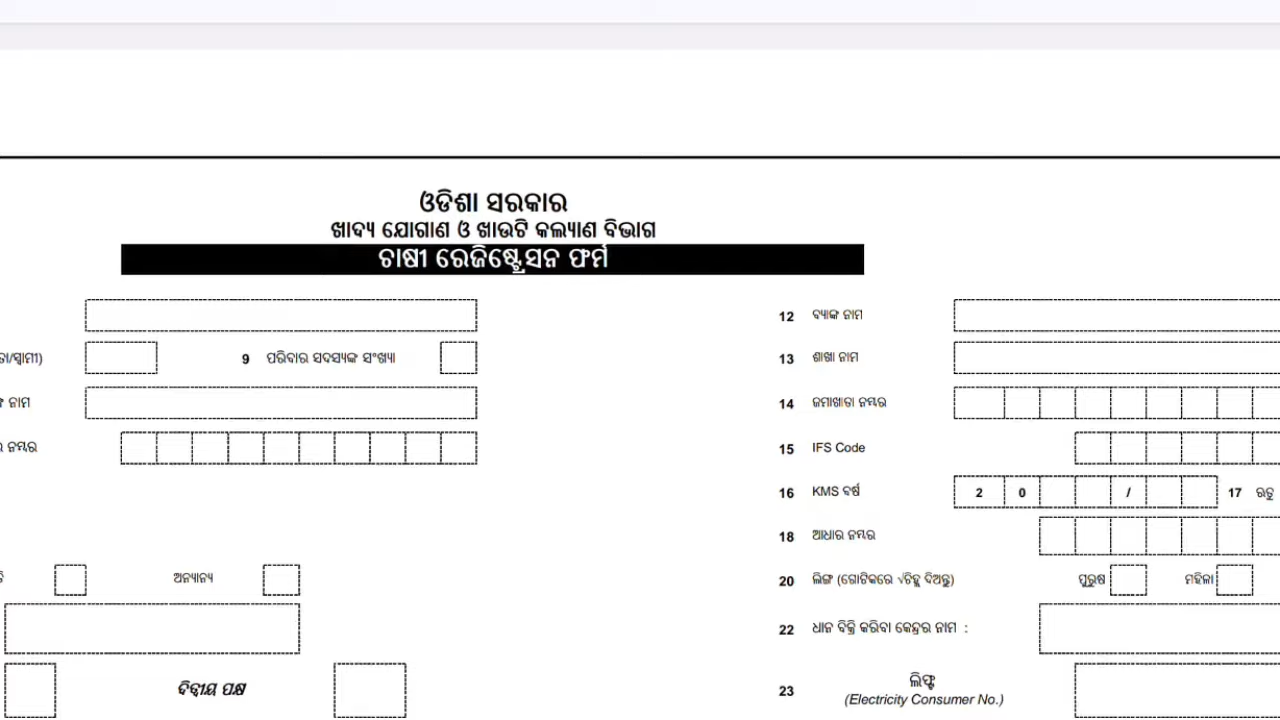 ଓଡିଶା ସରକାର
ଖାଦ୍ୟ ଯୋଗାଣ ଓ ଖାଉଟି କଲ୍ୟାଣ ବିଭାଗ
ଚାଷୀ ରେଜିଷ୍ଟ୍ରେସନ ଫର୍ମ
12 ବ୍ୟାଙ୍କ ନାମ
ତା/ସ୍ୱାମୀ) 9 ପରିବାର ସଦସ୍ୟଙ୍କ ସଂଖ୍ୟା 13 ଶାଖା ନାମ
ଙ୍କ ନାମ 14 ଜମାଖାତା ନମ୍ବର
ର ନମ୍ବର 15 IFS Code
16 KMS ବର୍ଷ 2 0 / 17 ଋତୁ
18 ଆଧାର ନମ୍ବର
ଅନ୍ୟାନ୍ୟ 20 ଲିଙ୍ଗ (ଗୋଟିକରେ √ଚିହ୍ନ ଦିଅନ୍ତୁ) ପୁରୁଷ ମହିଳା
22 ଧାନ ବିକ୍ରି କରିବା କେନ୍ଦ୍ରର ନାମ :
ଦ୍ୱିତୀୟ ପକ୍ଷ 23 ଲିଫ୍ଟ
(Electricity Consumer No.)